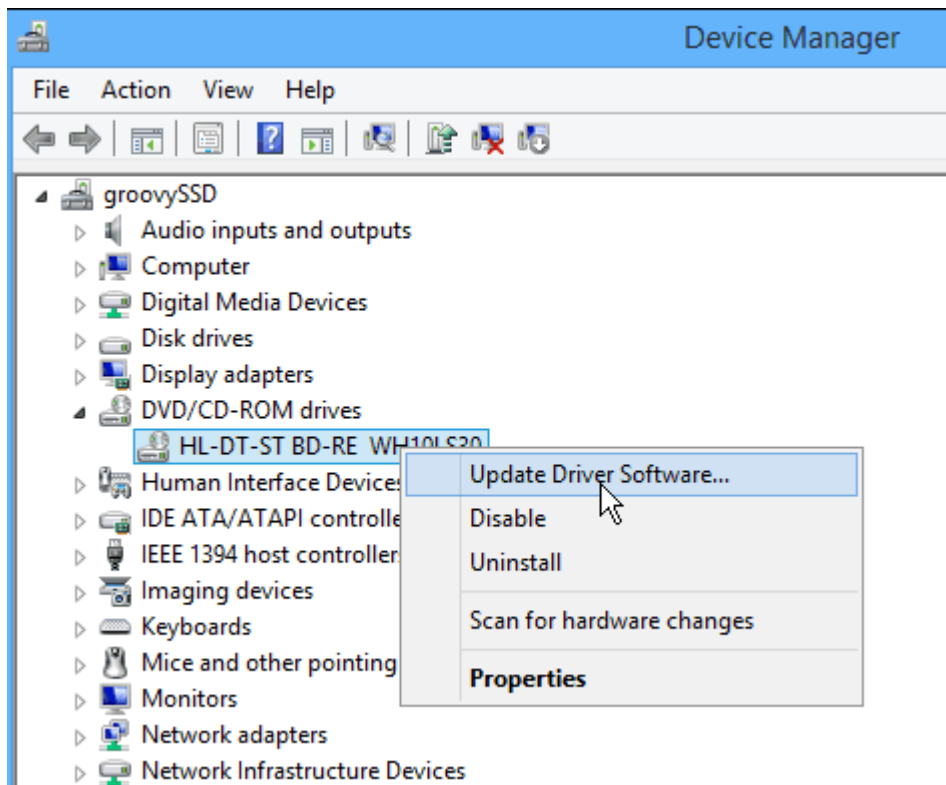 Device Manager
File Action View Help
groovySSD
Audio inputs and outputs
Computer
Digital Media Devices
Disk drives
Display adapters
DVD/CD-ROM drives
HL-DT-ST BD-RE WH10LS30
Human Interface Devices
IDE ATA/ATAPI controlle
IEEE 1394 host controller
Imaging devices
Keyboards
Mice and other pointing
Monitors
Network adapters
Network Infrastructure Devices
Update Driver Software...
Disable
Uninstall
Scan for hardware changes
Properties